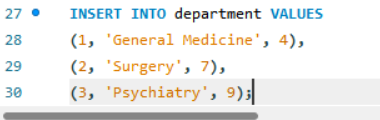 27 INSERT INTO department VALUES
28 (1, 'General Medicine', 4),
29 (2, 'Surgery', 7),
30 (3, 'Psychiatry', 9);